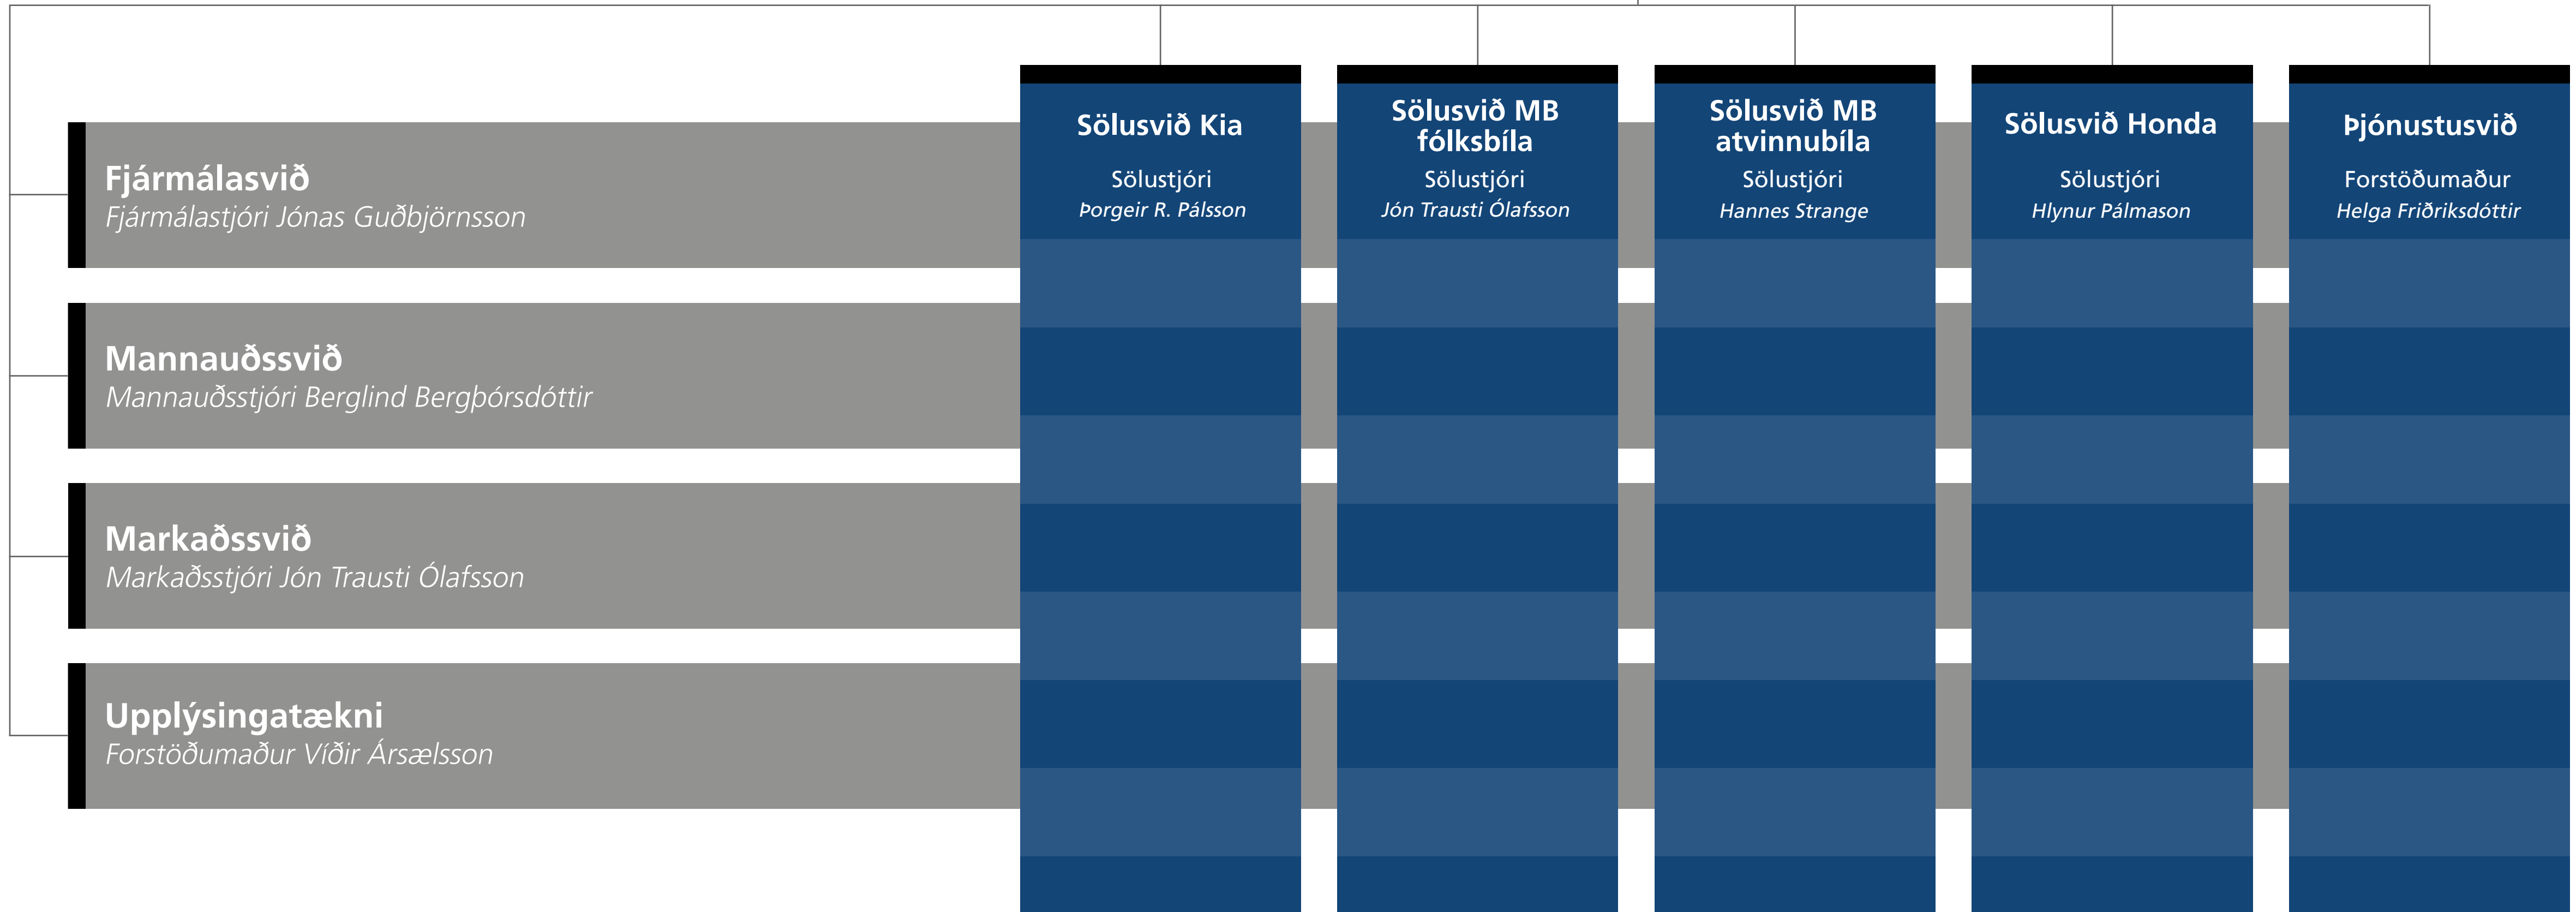 Sölusvið Kia
Sölustjóri
Þorgeir R. Pálsson
Sölusvið MB
fólksbíla
Sölustjóri
Jón Trausti Ólafsson
Sölusvið MB
atvinnubíla
Sölustjóri
Hannes Strange
Sölusvið Honda
Sölustjóri
Hlynur Pálmason
Þjónustusvið
Forstöðumaður
Helga Friðriksdóttir
Fjármálasvið
Fjármálastjóri Jónas Guðbjörnsson
Mannauðssvið
Mannauðsstjóri Berglind Bergþórsdóttir
Markaðssvið
Markaðsstjóri Jón Trausti Ólafsson
Upplýsingatækni
Forstöðumaður Víðir Ársælsson